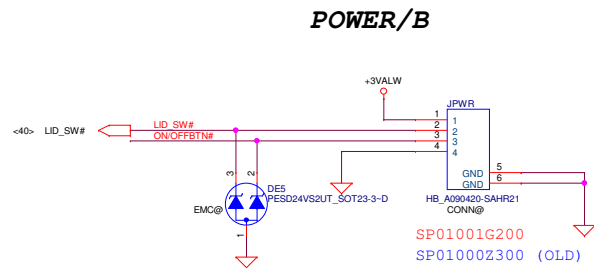 POWER/B
+3VALW
JPWR
<40> LID_SW#
LID_SW#
ON/OFFBTN#
1
2
3
4
1
2
3
4
GND
GND
5
6
3
2
DE5
PESD24VS2UT_SOT23-3~D
EMC@
1
HB_A090420-SAHR21
CONN@
SP01001G200
SP01000Z300 (OLD)